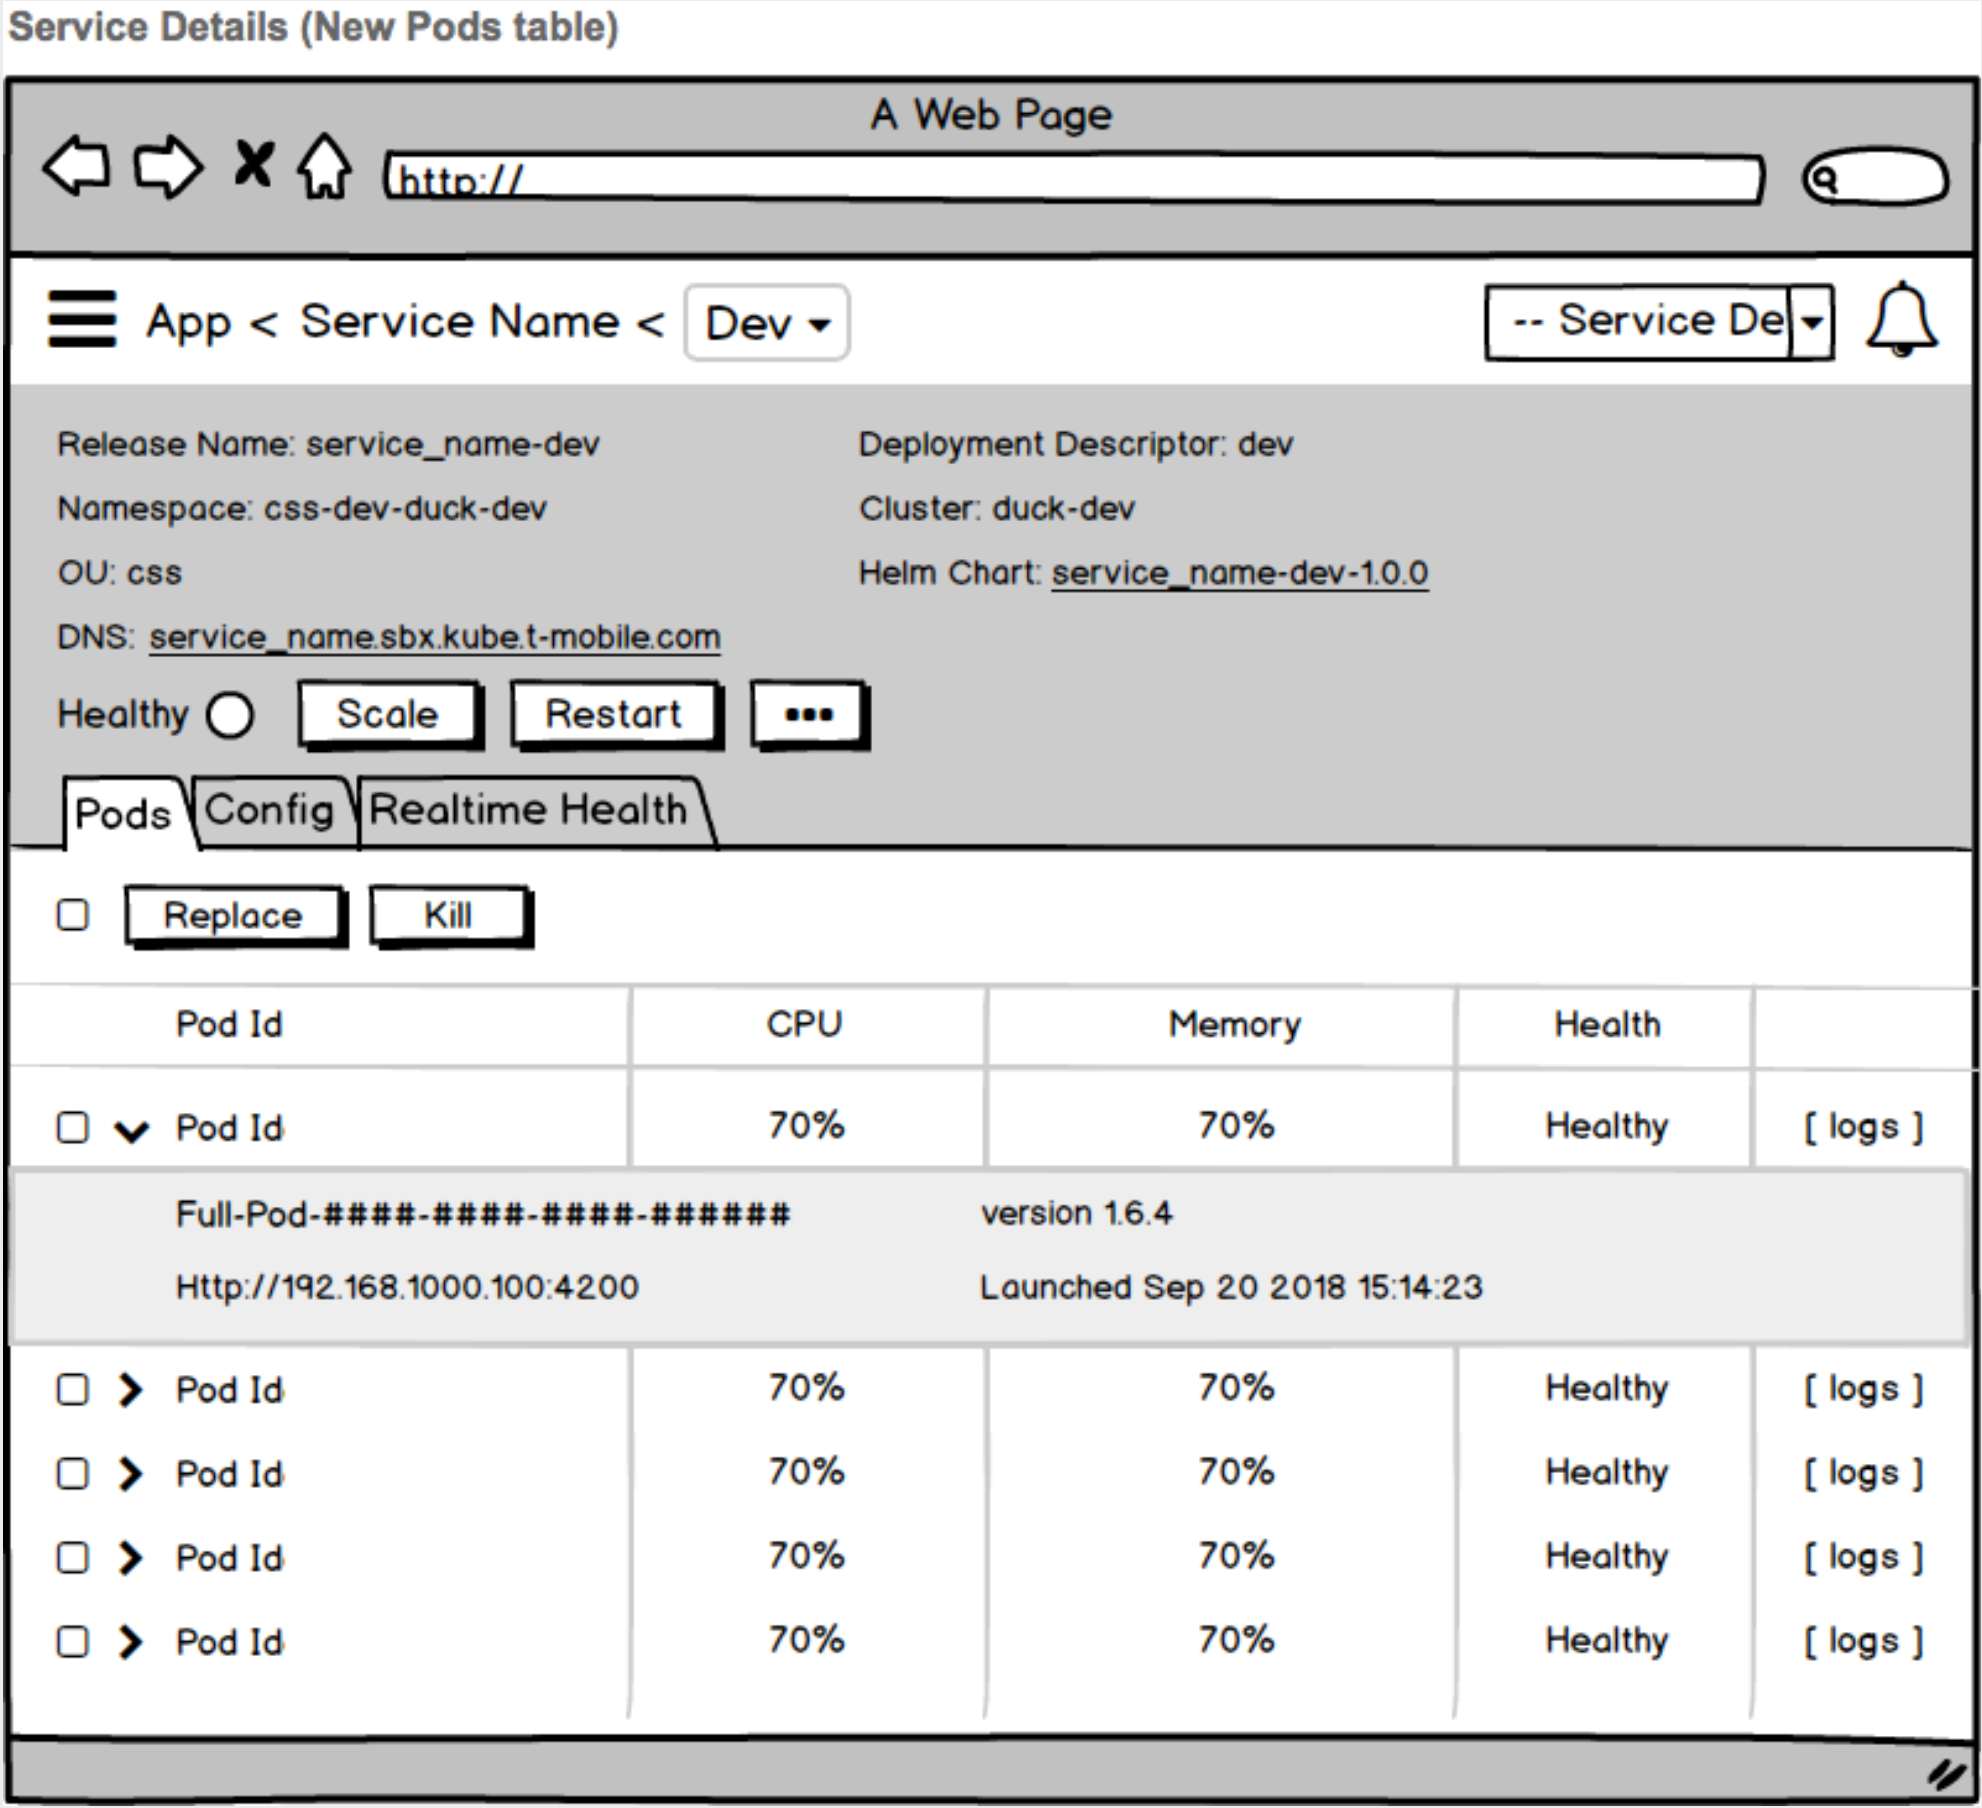 Service Details (New Pods table)
A Web Page
http://
App < Service Name < Dev
-- Service De
Release Name: service_name-dev
Deployment Descriptor: dev
Namespace: css-dev-duck-dev
Cluster: duck-dev
OU: css
Helm Chart: service_name-dev-1.0.0
DNS: service_name.sbx.kube.t-mobile.com
Healthy
Scale
Restart
•••
Pods
Config
Realtime Health
Replace
Kill
Pod Id CPU Memory Health
Pod Id 70% 70% Healthy [ logs ]
Full-Pod-####-####-####-######
version 1.6.4
Http://192.168.1000.100:4200
Launched Sep 20 2018 15:14:23
Pod Id 70% 70% Healthy [ logs ]
Pod Id 70% 70% Healthy [ logs ]
Pod Id 70% 70% Healthy [ logs ]
Pod Id 70% 70% Healthy [ logs ]